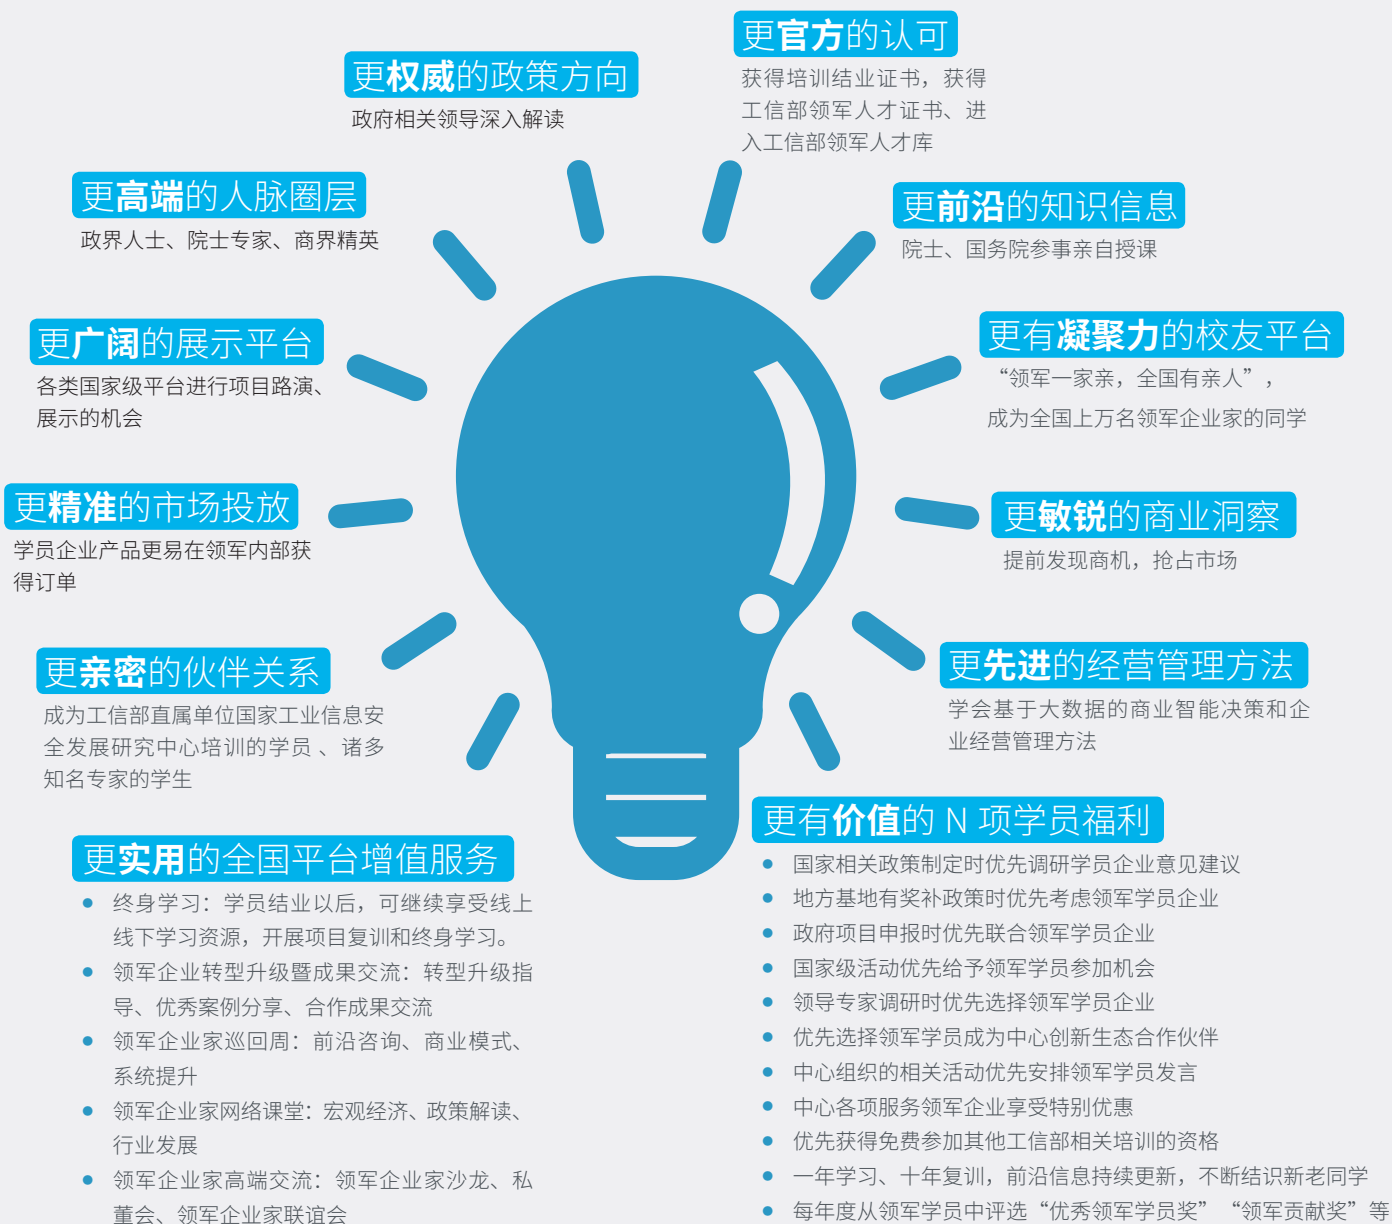 更官方的认可
获得培训结业证书，获得
工信部领军人才证书、进
入工信部领军人才库
更权威的政策方向
政府相关领导深入解读
更高端的人脉圈层
政界人士、院士专家、商界精英
更前沿的知识信息
院士、国务院参事亲自授课
更广阔的展示平台
各类国家级平台进行项目路演、
展示的机会
更有凝聚力的校友平台
“领军一家亲，全国有亲人”，
成为全国上万名领军企业家的同学
更精准的市场投放
学员企业产品更易在领军内部获
得订单
更敏锐的商业洞察
提前发现商机，抢占市场
更亲密的伙伴关系
成为工信部直属单位国家工业信息安
全发展研究中心培训的学员 、诸多
知名专家的学生
更先进的经营管理方法
学会基于大数据的商业智能决策和企
业经营管理方法
更实用的全国平台增值服务
• 终身学习：学员结业以后，可继续享受线上
线下学习资源，开展项目复训和终身学习。
• 领军企业转型升级暨成果交流：转型升级指
导、优秀案例分享、合作成果交流
• 领军企业家巡回周：前沿咨询、商业模式、
系统提升
• 领军企业家网络课堂：宏观经济、政策解读、
行业发展
• 领军企业家高端交流：领军企业家沙龙、私
董会、领军企业家联谊会
更有价值的 N 项学员福利
• 国家相关政策制定时优先调研学员企业意见建议
• 地方基地有奖补政策时优先考虑领军学员企业
• 政府项目申报时优先联合领军学员企业
• 国家级活动优先给予领军学员参加机会
• 领导专家调研时优先选择领军学员企业
• 优先选择领军学员成为中心创新生态合作伙伴
• 中心组织的相关活动优先安排领军学员发言
• 中心各项服务领军企业享受特别优惠
• 优先获得免费参加其他工信部相关培训的资格
• 一年学习、十年复训，前沿信息持续更新，不断结识新老同学
• 每年度从领军学员中评选“优秀领军学员奖”“领军贡献奖”等